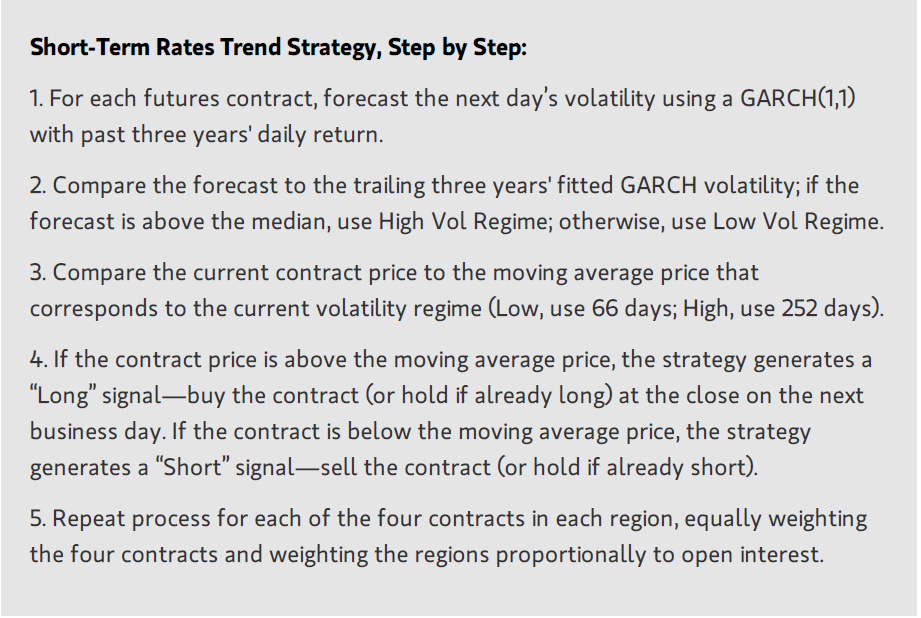 Short-Term Rates Trend Strategy, Step by Step:
1. For each futures contract, forecast the next day's volatility using a GARCH(1,1)
with past three years' daily return.
2. Compare the forecast to the trailing three years' fitted GARCH volatility; if the
forecast is above the median, use High Vol Regime; otherwise, use Low Vol Regime.
3. Compare the current contract price to the moving average price that
corresponds to the current volatility regime (Low, use 66 days; High, use 252 days).
4. If the contract price is above the moving average price, the strategy generates a
“Long” signal—buy the contract (or hold if already long) at the close on the next
business day. If the contract is below the moving average price, the strategy
generates a “Short” signal—sell the contract (or hold if already short).
5. Repeat process for each of the four contracts in each region, equally weighting
the four contracts and weighting the regions proportionally to open interest.